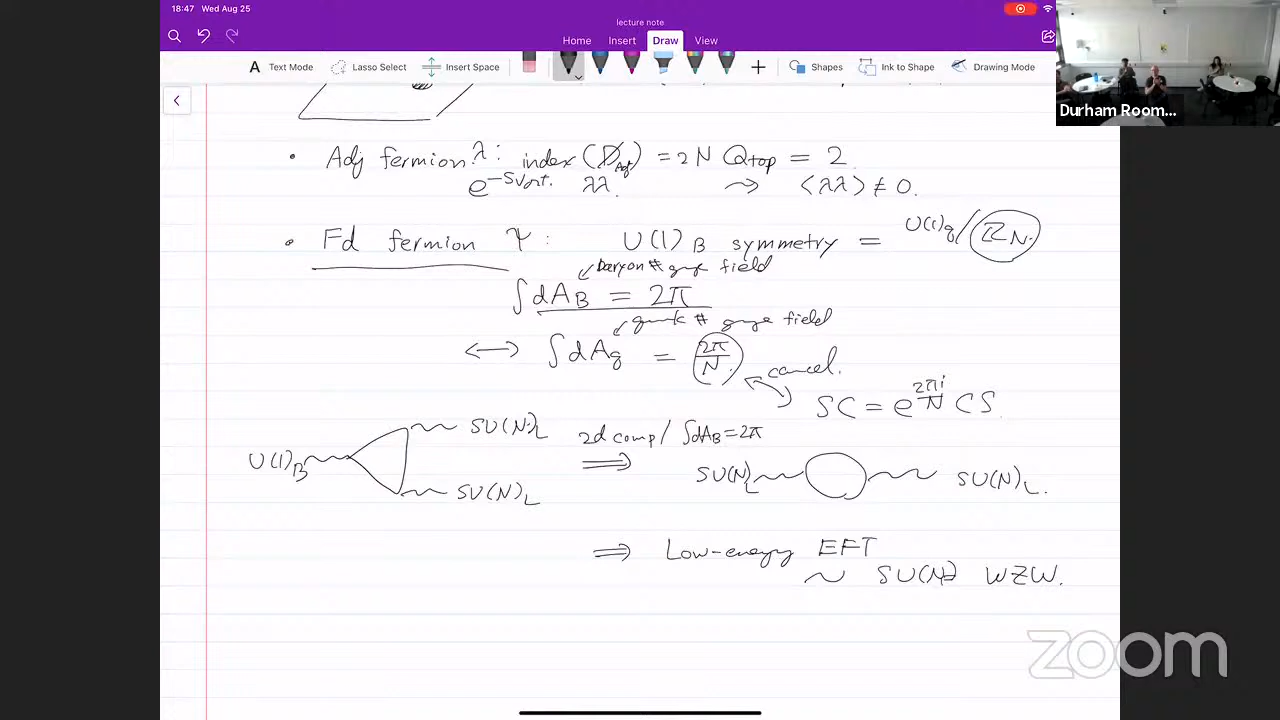 18:47 Wed Aug 25
lecture note
Home Insert Draw View
Text Mode Lasso Select Insert Space Shapes Ink to Shape Drawing Mode
Durham Room...
• Adj fermion λ : index (D̸_Adj) = 2N Q_top = 2.
e^{-S_vort.} λλ. ⇝ ⟨λλ⟩ ≠ 0.
• Fd fermion ψ : U(1)_B symmetry = U(1)_q / ℤ_N.
baryon # gauge field
∫dA_B = 2π
quark # gauge field
⟷ ∫dA_q = 2π/N. cancel.
SC = e^{2πi/N} CS.
U(1)_B SU(N)_L SU(N)_L
2d comp / ∫dA_B = 2π
⟹ SU(N)_L SU(N)_L.
⟹ Low-energy EFT
~ SU(N) WZW.
zoom